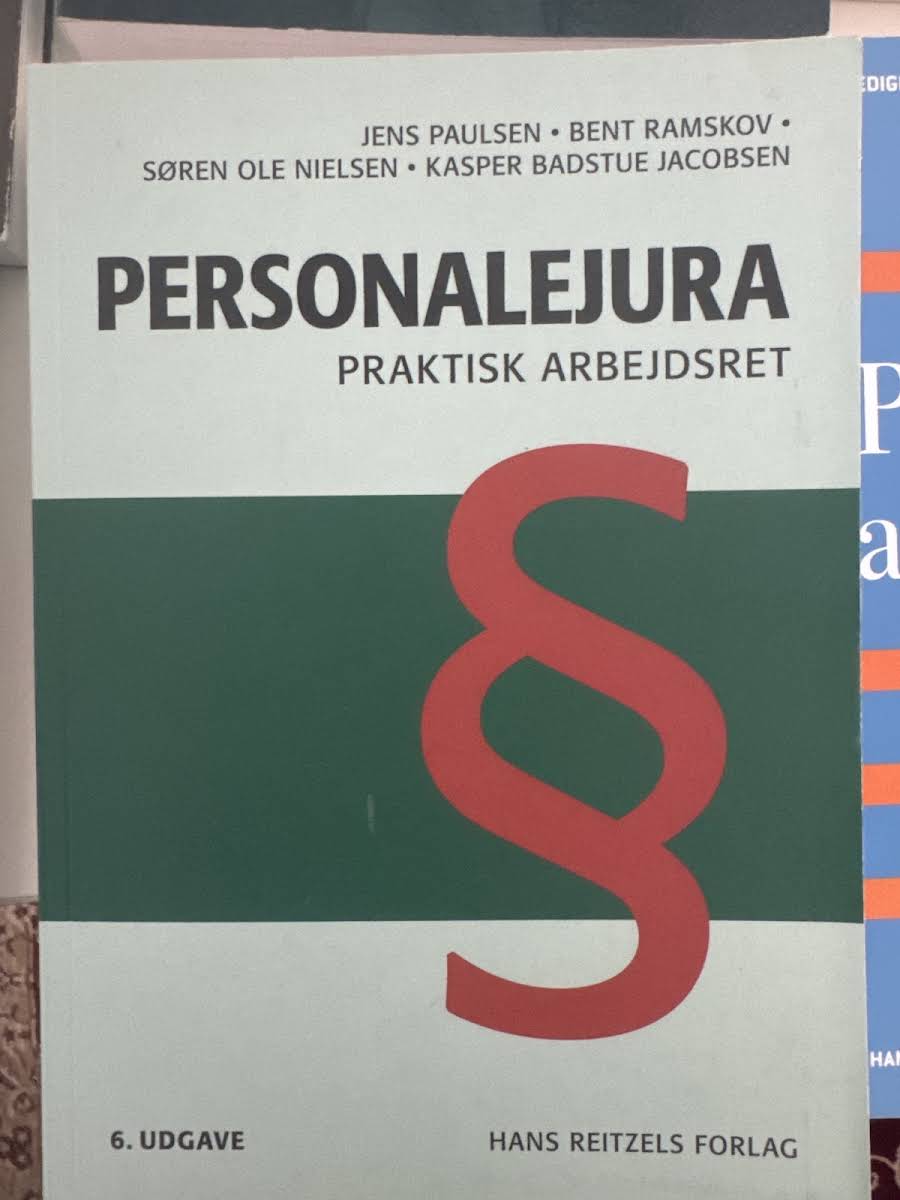 JENS PAULSEN • BENT RAMSKOV •
SØREN OLE NIELSEN • KASPER BADSTUE JACOBSEN
PERSONALEJURA
PRAKTISK ARBEJDSRET
§
6. UDGAVE
HANS REITZELS FORLAG